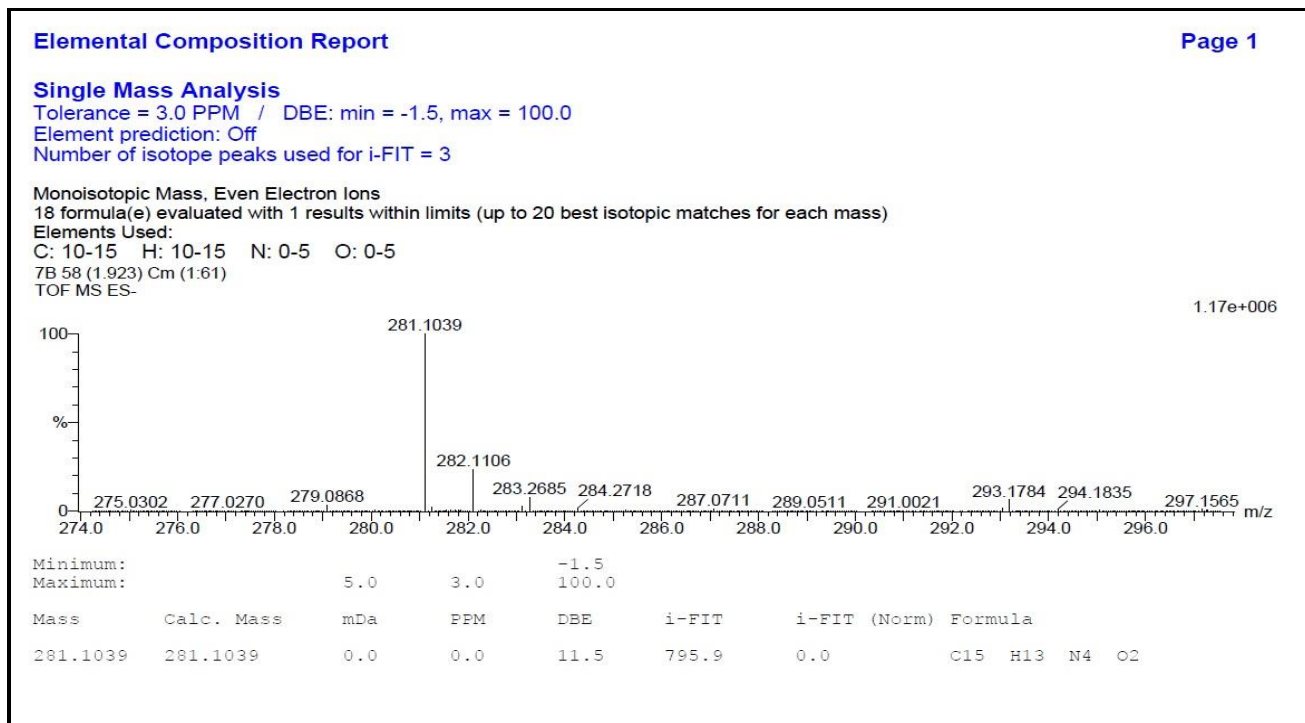 Elemental Composition Report Page 1
Single Mass Analysis
Tolerance = 3.0 PPM / DBE: min = -1.5, max = 100.0
Element prediction: Off
Number of isotope peaks used for i-FIT = 3
Monoisotopic Mass, Even Electron Ions
18 formula(e) evaluated with 1 results within limits (up to 20 best isotopic matches for each mass)
Elements Used:
C: 10-15 H: 10-15 N: 0-5 O: 0-5
7B 58 (1.923) Cm (1:61)
TOF MS ES-
1.17e+006
100
281.1039
%
282.1106
275.0302 277.0270 279.0868 283.2685 284.2718 287.0711 289.0511 291.0021 293.1784 294.1835 297.1565
0
m/z
274.0 276.0 278.0 280.0 282.0 284.0 286.0 288.0 290.0 292.0 294.0 296.0
Minimum: -1.5
Maximum: 5.0 3.0 100.0
Mass Calc. Mass mDa PPM DBE i-FIT i-FIT (Norm) Formula
281.1039 281.1039 0.0 0.0 11.5 795.9 0.0 C15 H13 N4 O2